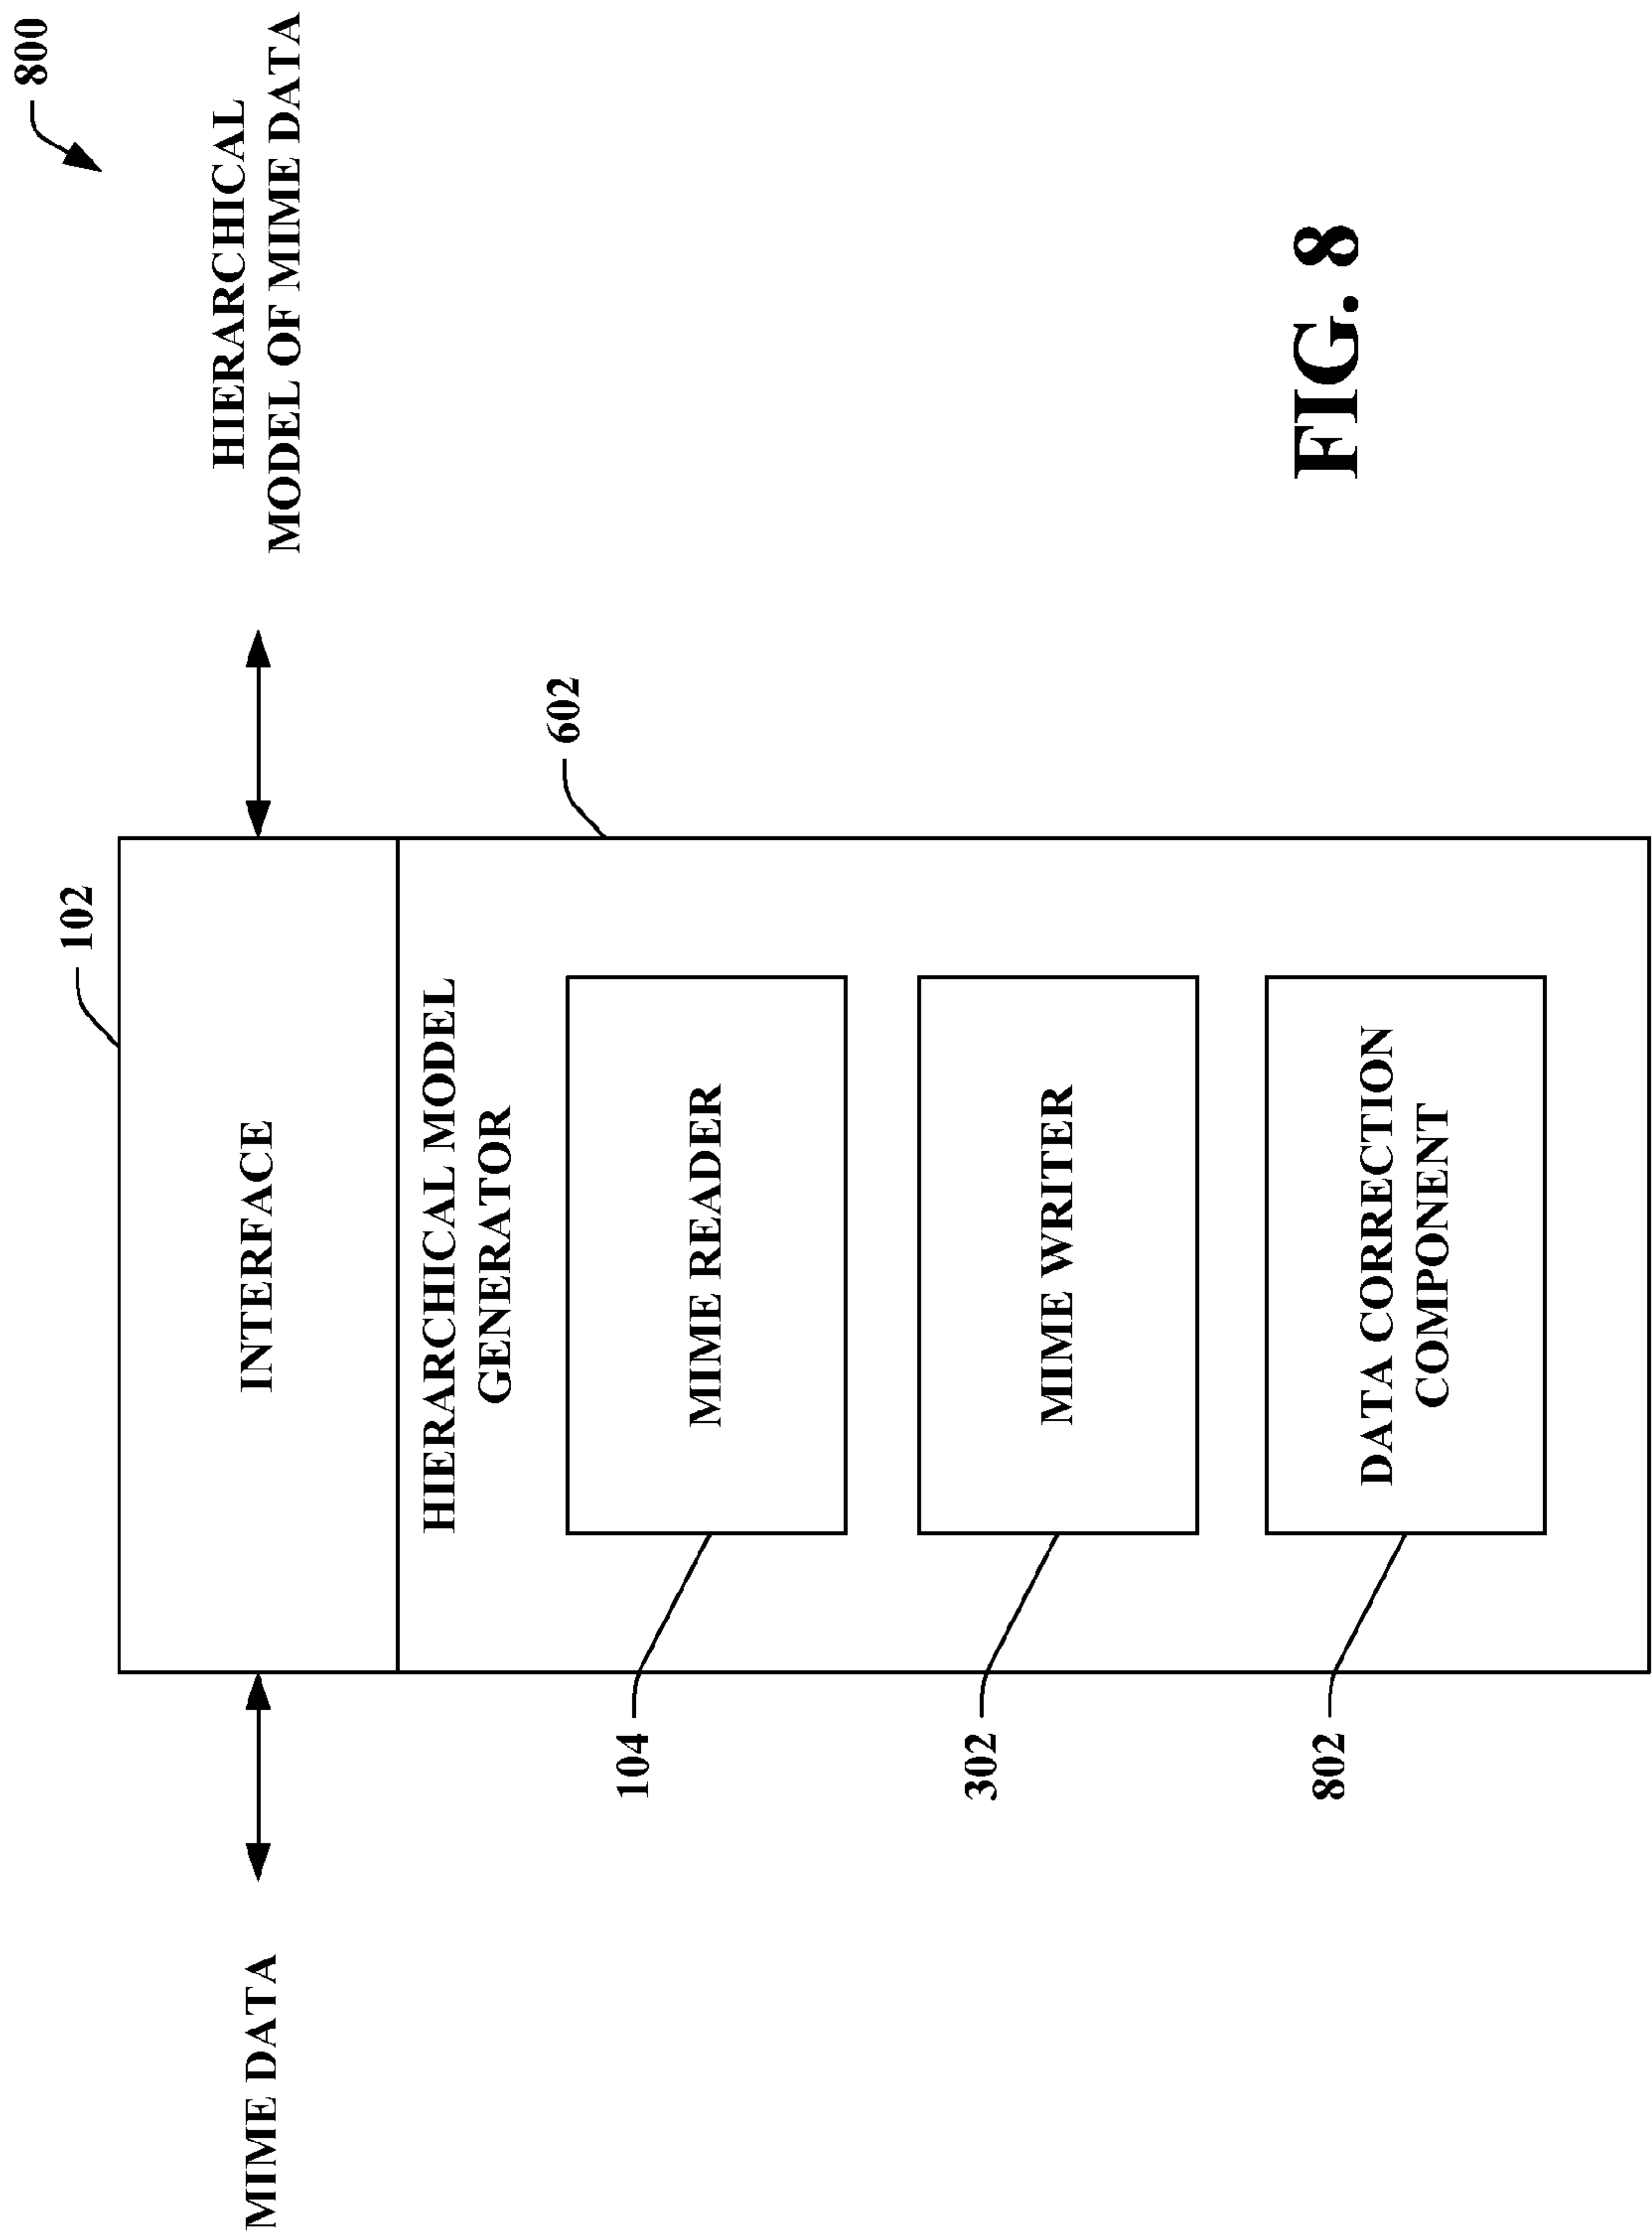 800
HIERARCHICAL
MODEL OF MIME DATA
102
MIME DATA
INTERFACE
602
HIERARCHICAL MODEL
GENERATOR
104
MIME READER
302
MIME WRITER
802
DATA CORRECTION
COMPONENT
FIG. 8